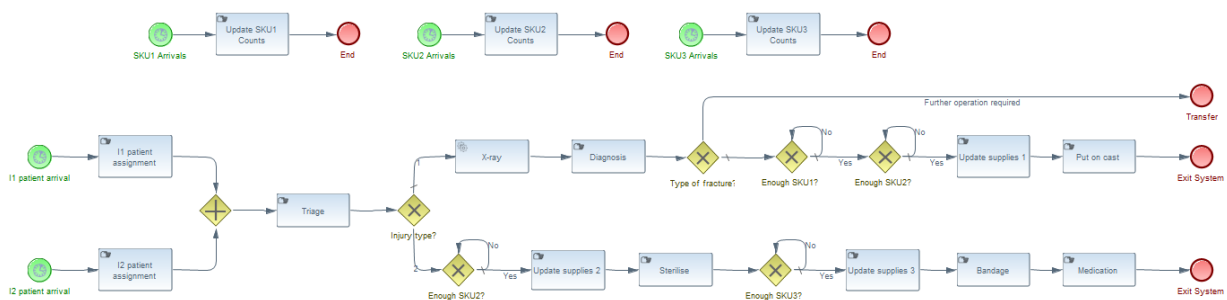 Update SKU1
Counts
SKU1 Arrivals
End
Update SKU2
Counts
SKU2 Arrivals
End
Update SKU3
Counts
SKU3 Arrivals
End
Further operation required
Transfer
I1 patient
assignment
I1 patient arrival
1
X-ray
Diagnosis
Type of fracture?
No
Enough SKU1?
Yes
No
Enough SKU2?
Yes
Update supplies 1
Put on cast
Exit System
Triage
Injury type?
I2 patient
assignment
I2 patient arrival
2
No
Enough SKU2?
Yes
Update supplies 2
Sterilise
No
Enough SKU3?
Yes
Update supplies 3
Bandage
Medication
Exit System